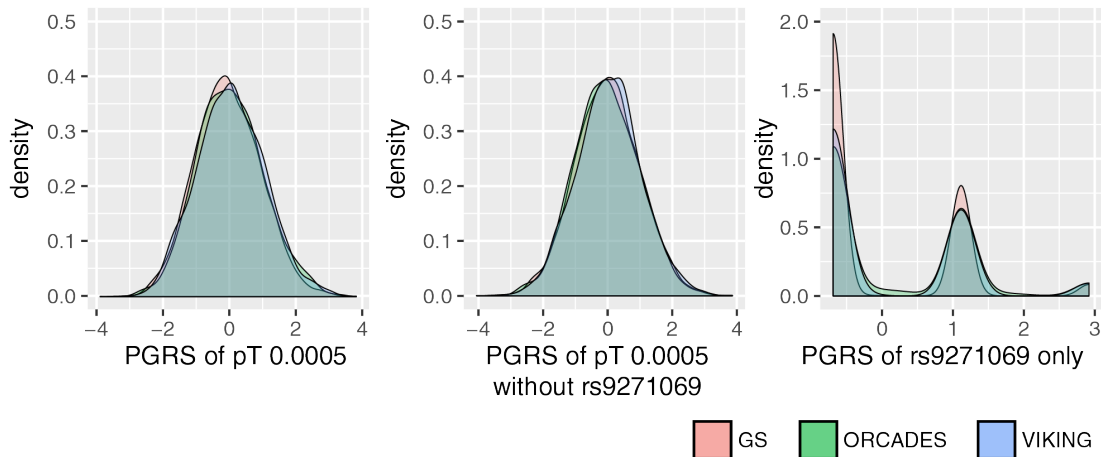 density
0.5
0.4
0.3
0.2
0.1
0.0
−4 −2 0 2 4
PGRS of pT 0.0005
density
0.5
0.4
0.3
0.2
0.1
0.0
−4 −2 0 2 4
PGRS of pT 0.0005
without rs9271069
density
2.0
1.5
1.0
0.5
0.0
0 1 2 3
PGRS of rs9271069 only
GS ORCADES VIKING